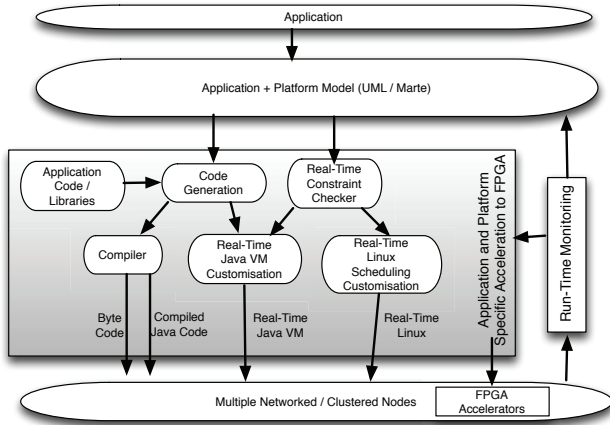 Application
Application + Platform Model (UML / Marte)
Application
Code /
Libraries
Code
Generation
Real-Time
Constraint
Checker
Compiler
Real-Time
Java VM
Customisation
Real-Time
Linux
Scheduling
Customisation
Application and Platform
Specific Acceleration to FPGA
Run-Time Monitoring
Byte
Code
Compiled
Java Code
Real-Time
Java VM
Real-Time
Linux
Multiple Networked / Clustered Nodes
FPGA
Accelerators